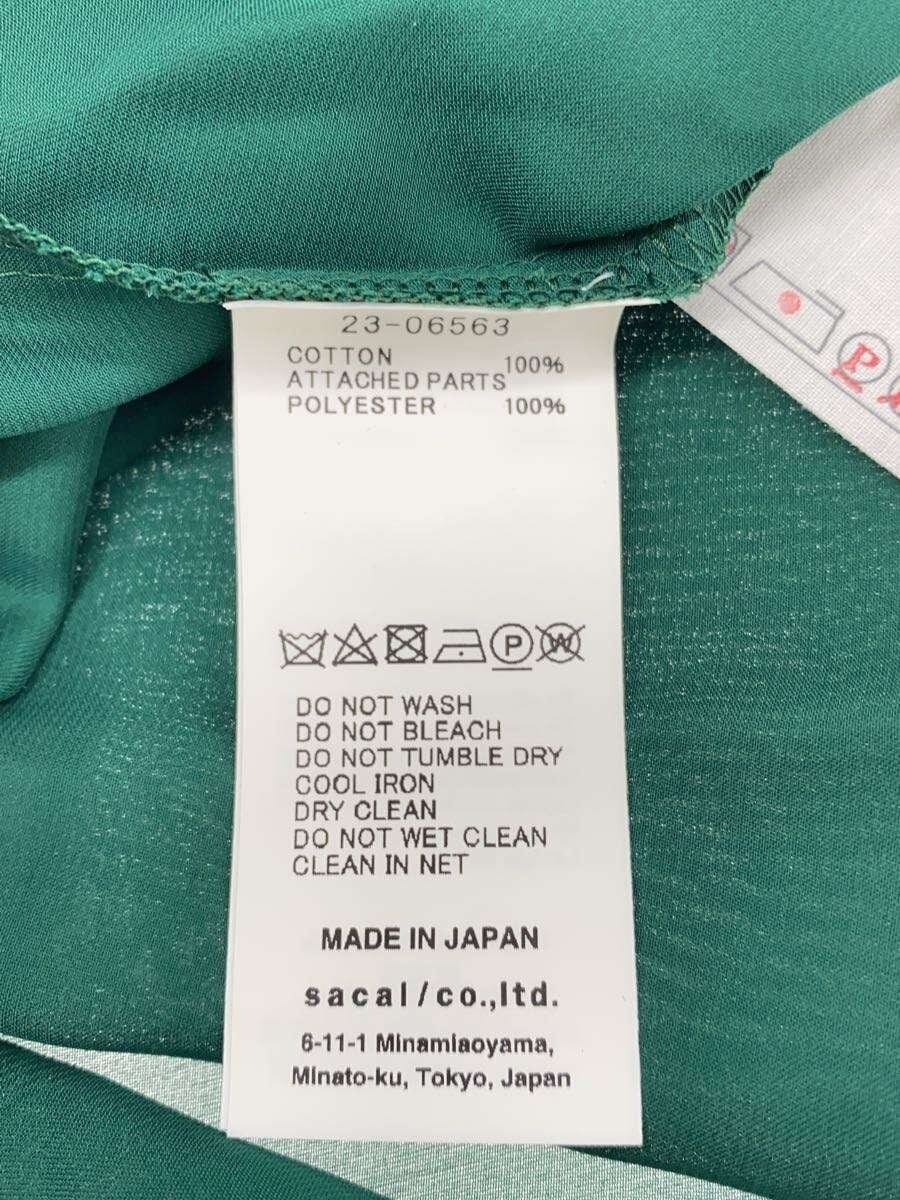 23-06563
COTTON 100%
ATTACHED PARTS
POLYESTER 100%
P W
DO NOT WASH
DO NOT BLEACH
DO NOT TUMBLE DRY
COOL IRON
DRY CLEAN
DO NOT WET CLEAN
CLEAN IN NET
MADE IN JAPAN
sacai/co.,ltd.
6-11-1 Minamiaoyama,
Minato-ku, Tokyo, Japan
P